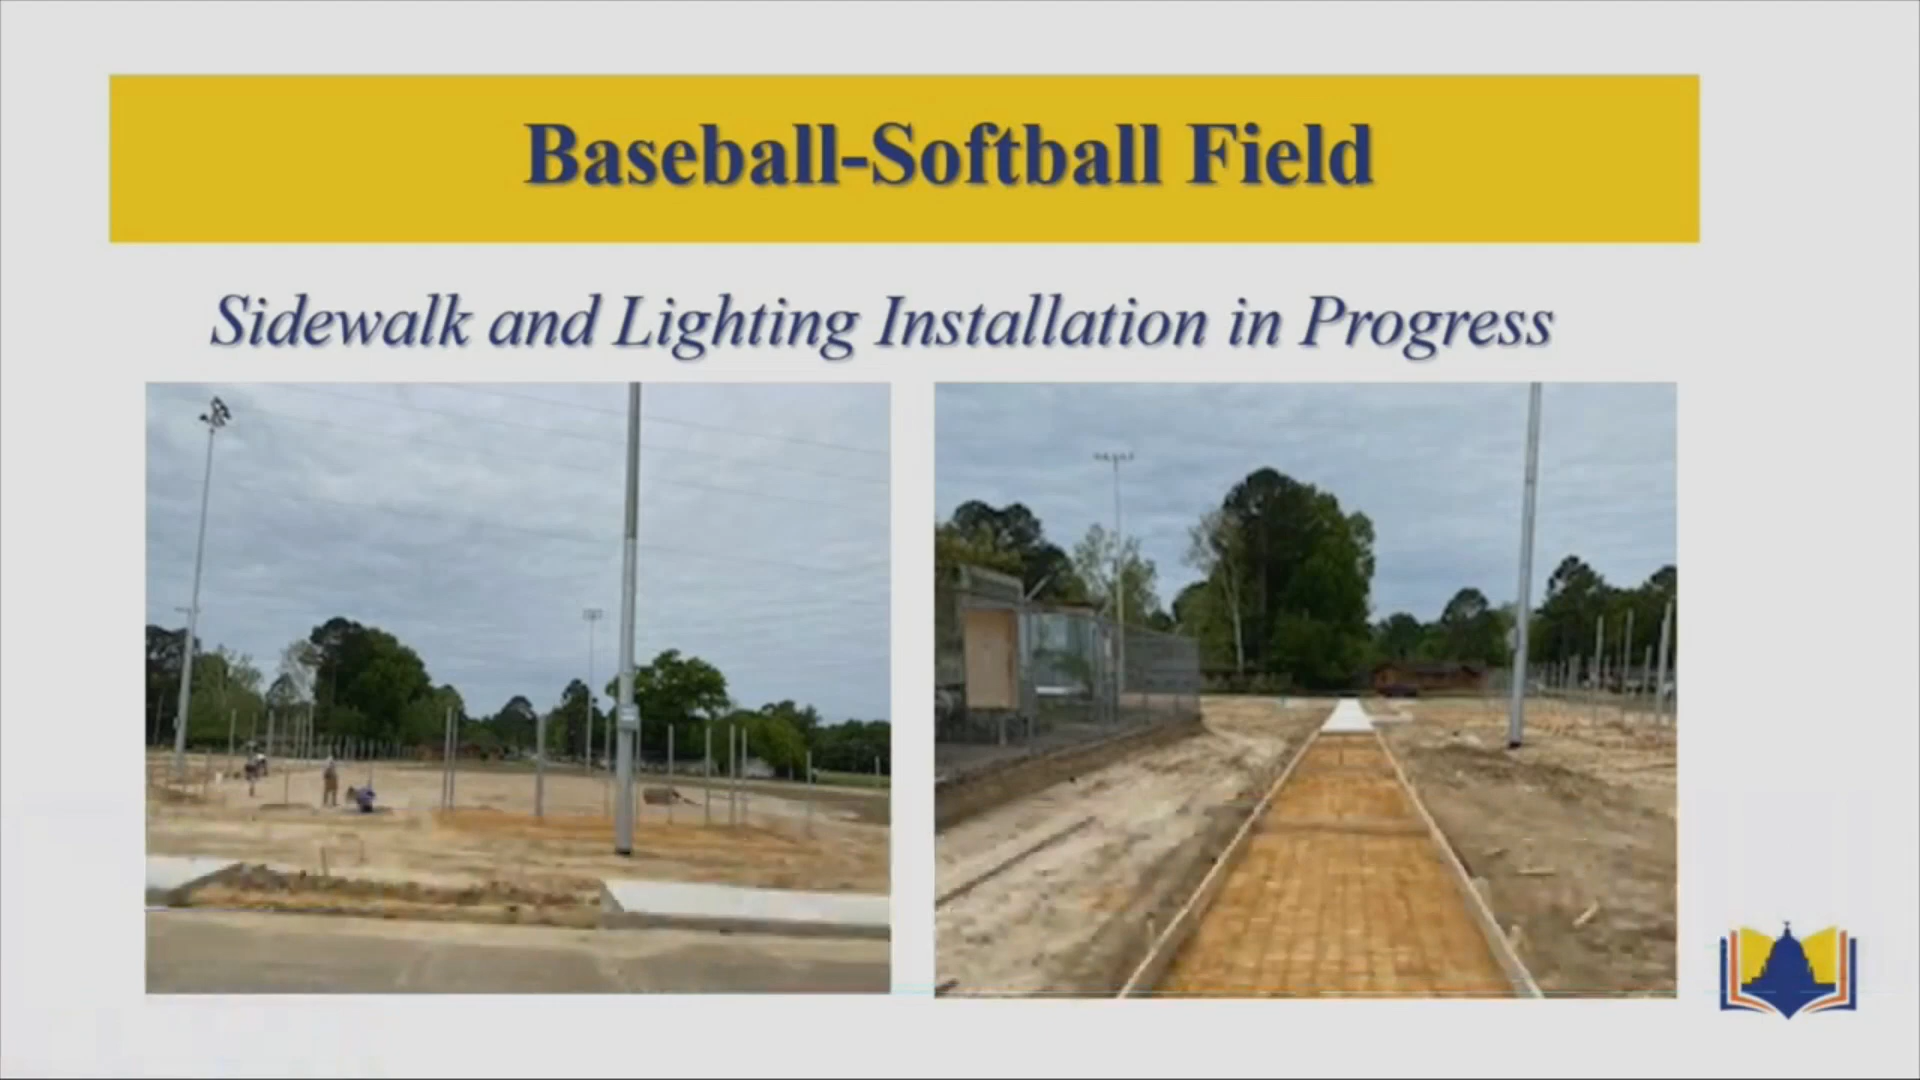 Baseball-Softball Field
Sidewalk and Lighting Installation in Progress